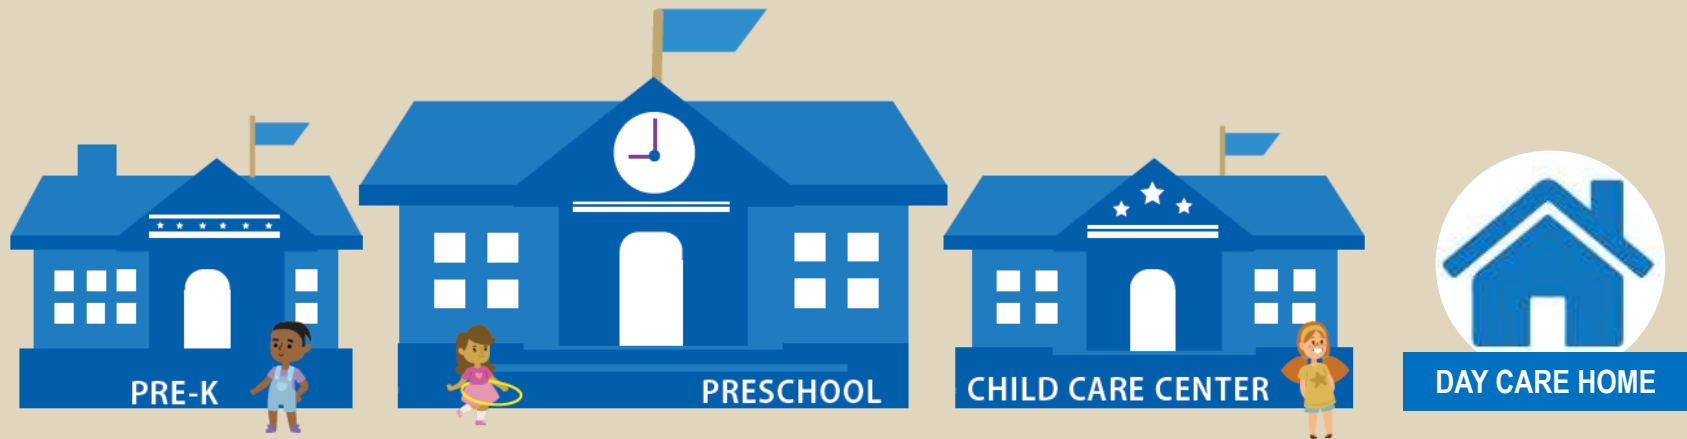 PRE-K
PRESCHOOL
CHILD CARE CENTER
DAY CARE HOME